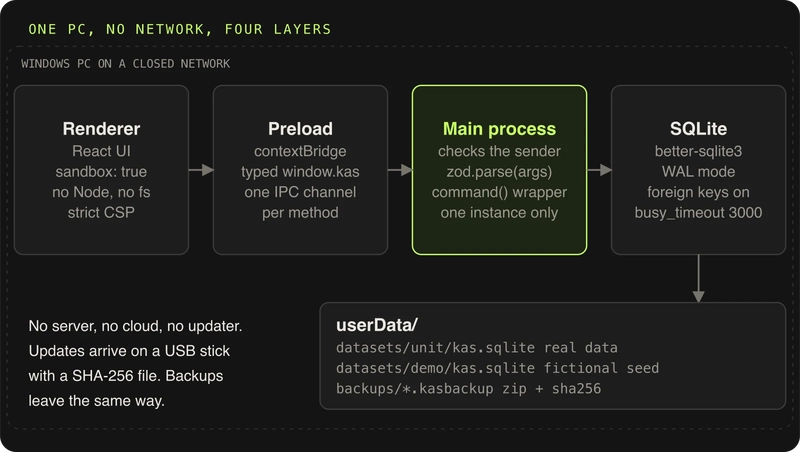 ONE PC, NO NETWORK, FOUR LAYERS
WINDOWS PC ON A CLOSED NETWORK
Renderer
React UI
sandbox: true
no Node, no fs
strict CSP
Preload
contextBridge
typed window.kas
one IPC channel
per method
Main process
checks the sender
zod.parse(args)
command() wrapper
one instance only
SQLite
better-sqlite3
WAL mode
foreign keys on
busy_timeout 3000
No server, no cloud, no updater.
Updates arrive on a USB stick
with a SHA-256 file. Backups
leave the same way.
userData/
datasets/unit/kas.sqlite real data
datasets/demo/kas.sqlite fictional seed
backups/*.kasbackup zip + sha256